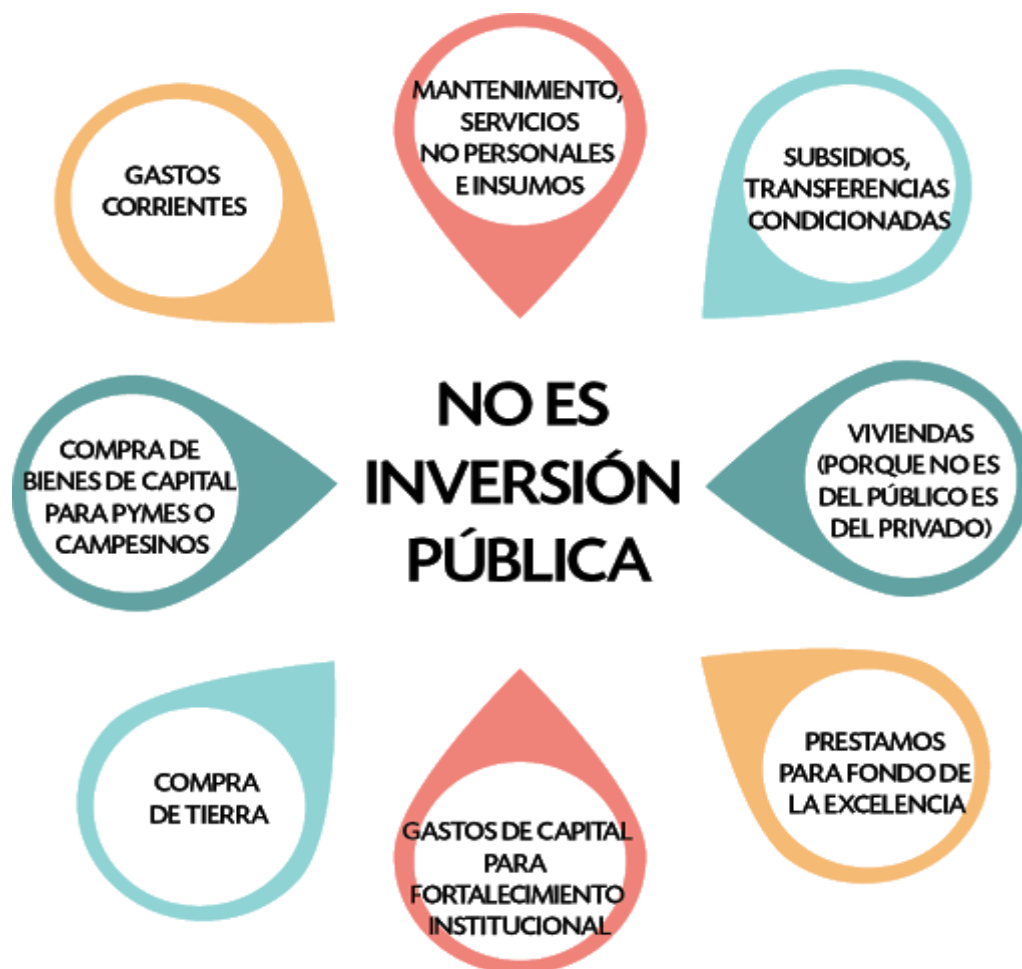 MANTENIMIENTO,
SERVICIOS
NO PERSONALES
E INSUMOS
GASTOS
CORRIENTES
SUBSIDIOS,
TRANSFERENCIAS
CONDICIONADAS
NO ES
INVERSIÓN
PÚBLICA
COMPRA DE
BIENES DE CAPITAL
PARA PYMES O
CAMPESINOS
VIVIENDAS
(PORQUE NO ES
DEL PÚBLICO ES
DEL PRIVADO)
COMPRA
DE TIERRA
GASTOS DE CAPITAL
PARA
FORTALECIMIENTO
INSTITUCIONAL
PRESTAMOS
PARA FONDO DE
LA EXCELENCIA